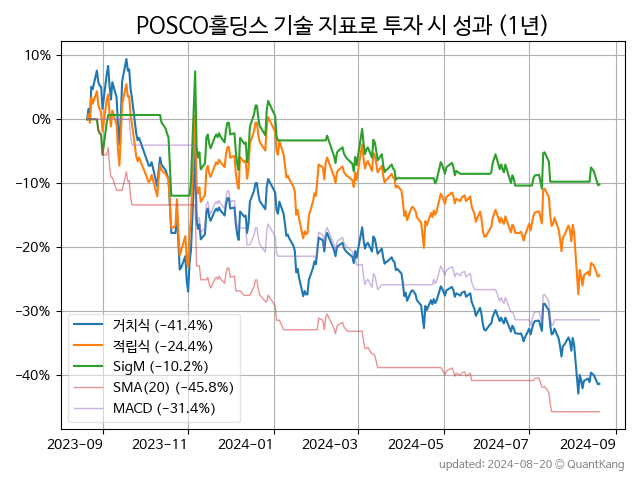 POSCO홀딩스 기술 지표로 투자 시 성과 (1년)
10%
0%
−10%
−20%
−30%
−40%
거치식 (−41.4%)
적립식 (−24.4%)
SigM (−10.2%)
SMA(20) (−45.8%)
MACD (−31.4%)
2023-09
2023-11
2024-01
2024-03
2024-05
2024-07
2024-09
updated: 2024-08-20 © QuantKang